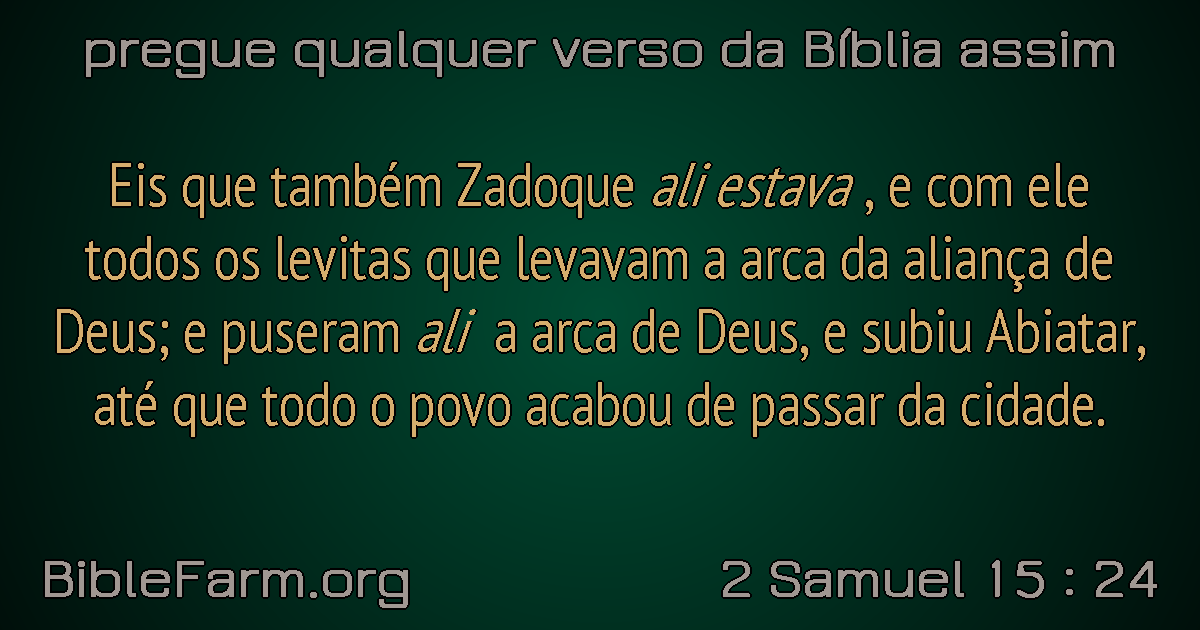 pregue qualquer verso da Bíblia assim
Eis que também Zadoque ali estava , e com ele
todos os levitas que levavam a arca da aliança de
Deus; e puseram ali a arca de Deus, e subiu Abiatar,
até que todo o povo acabou de passar da cidade.
BibleFarm.org
2 Samuel 15 : 24